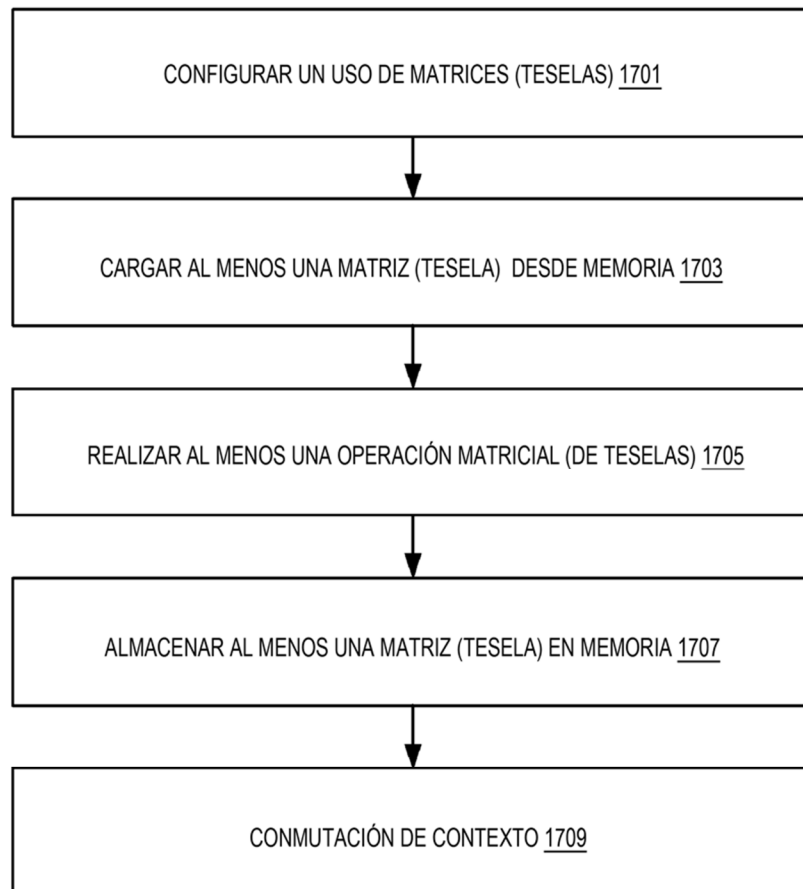 CONFIGURAR UN USO DE MATRICES (TESELAS) 1701
CARGAR AL MENOS UNA MATRIZ (TESELA) DESDE MEMORIA 1703
REALIZAR AL MENOS UNA OPERACIÓN MATRICIAL (DE TESELAS) 1705
ALMACENAR AL MENOS UNA MATRIZ (TESELA) EN MEMORIA 1707
CONMUTACIÓN DE CONTEXTO 1709